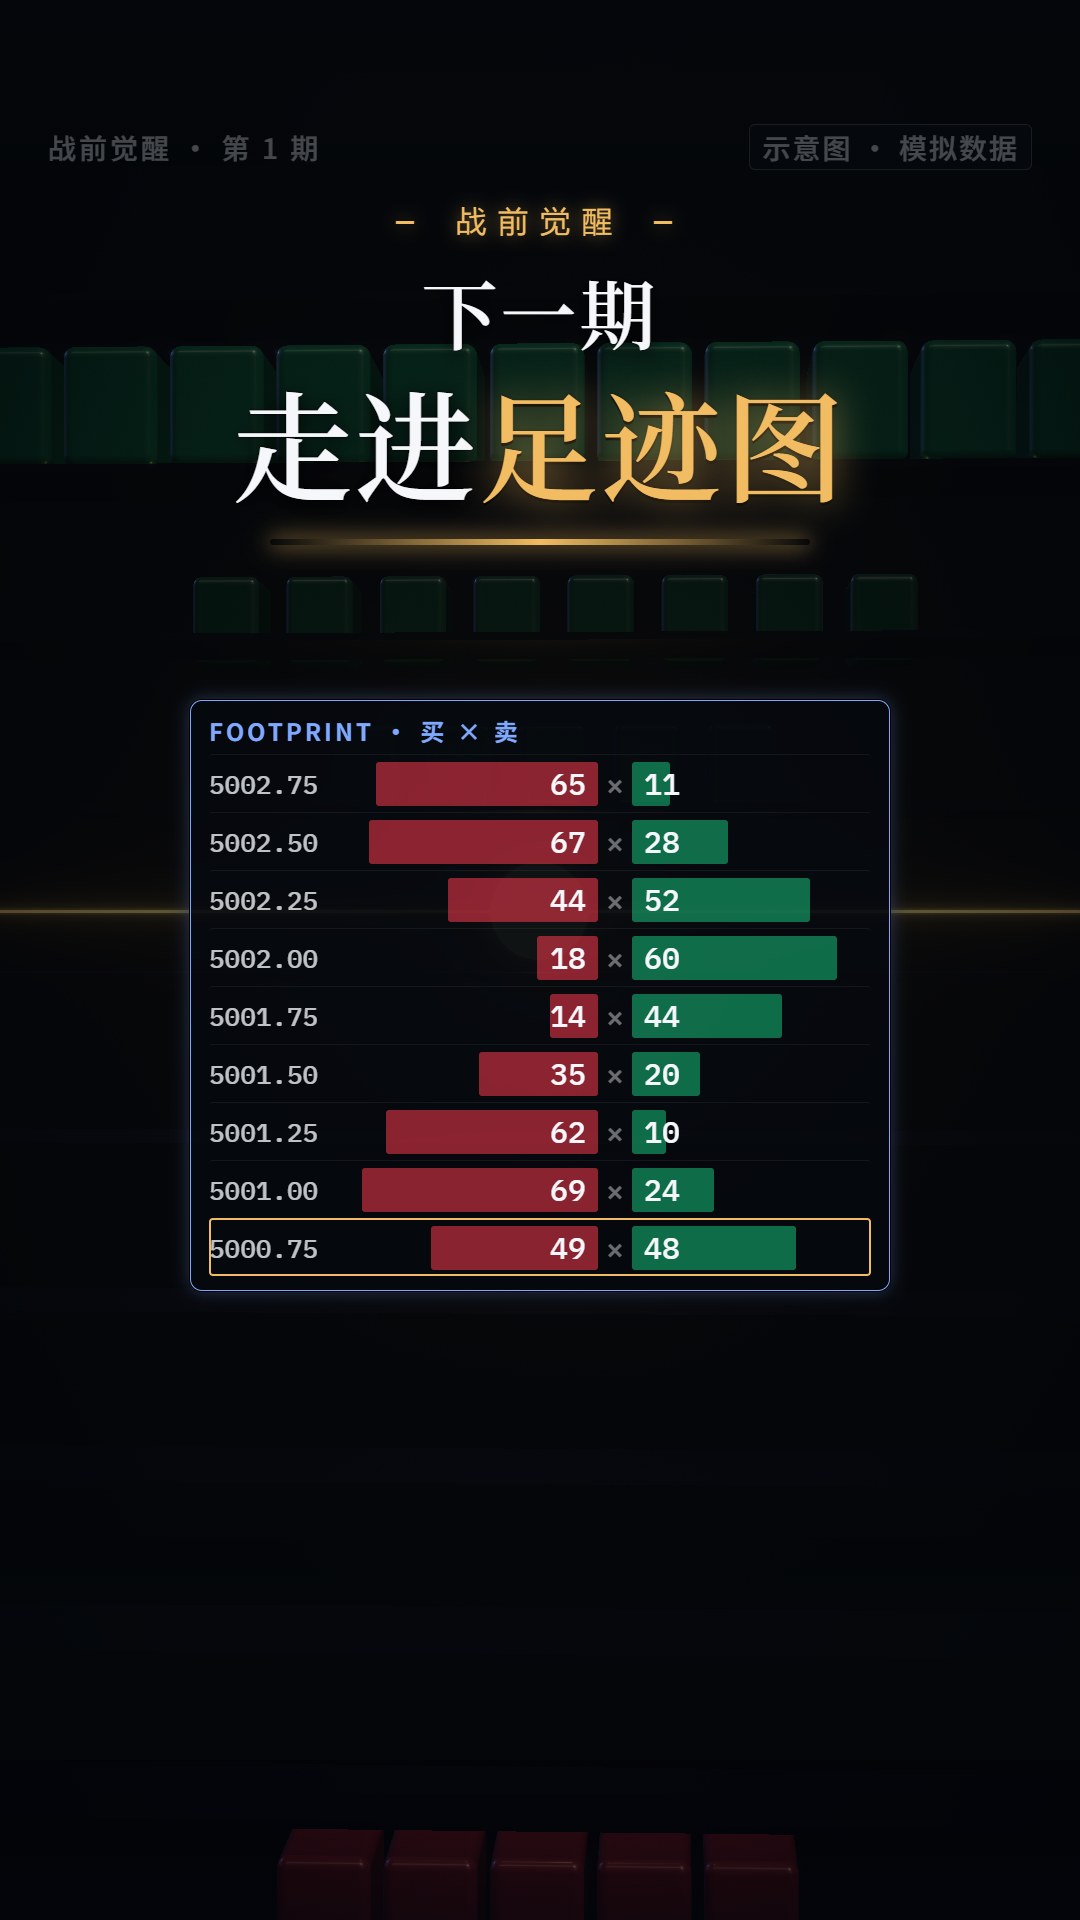 战前觉醒 · 第 1 期
示意图 · 模拟数据
— 战前觉醒 —
下一期
走进足迹图
FOOTPRINT · 买 × 卖
5002.75 65 × 11
5002.50 67 × 28
5002.25 44 × 52
5002.00 18 × 60
5001.75 14 × 44
5001.50 35 × 20
5001.25 62 × 10
5001.00 69 × 24
5000.75 49 × 48